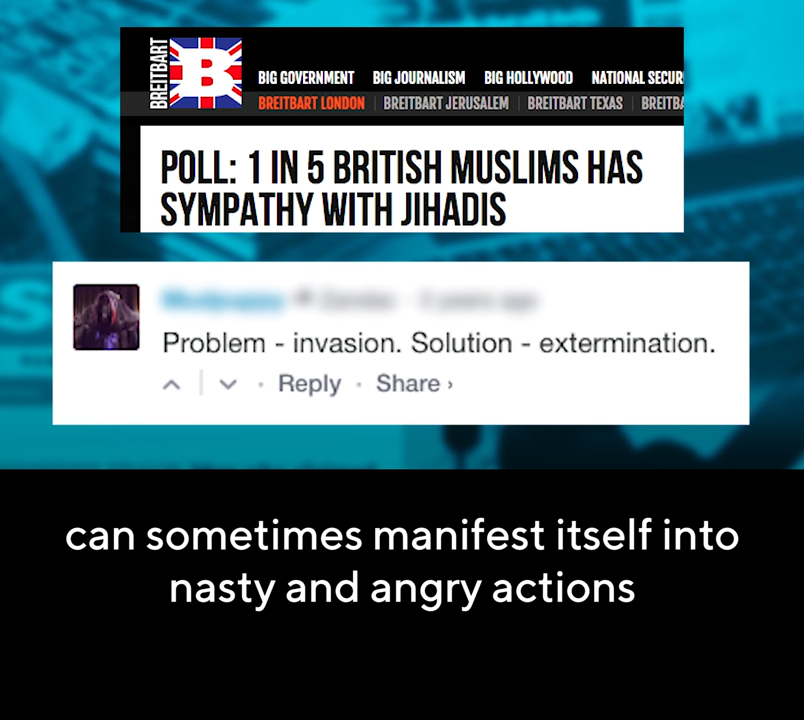 BREITBART
B
BIG GOVERNMENT BIG JOURNALISM BIG HOLLYWOOD NATIONAL SECUR
BREITBART LONDON BREITBART JERUSALEM BREITBART TEXAS BREITBA
POLL: 1 IN 5 BRITISH MUSLIMS HAS
SYMPATHY WITH JIHADIS
Problem - invasion. Solution - extermination.
Reply · Share ›
can sometimes manifest itself into
nasty and angry actions